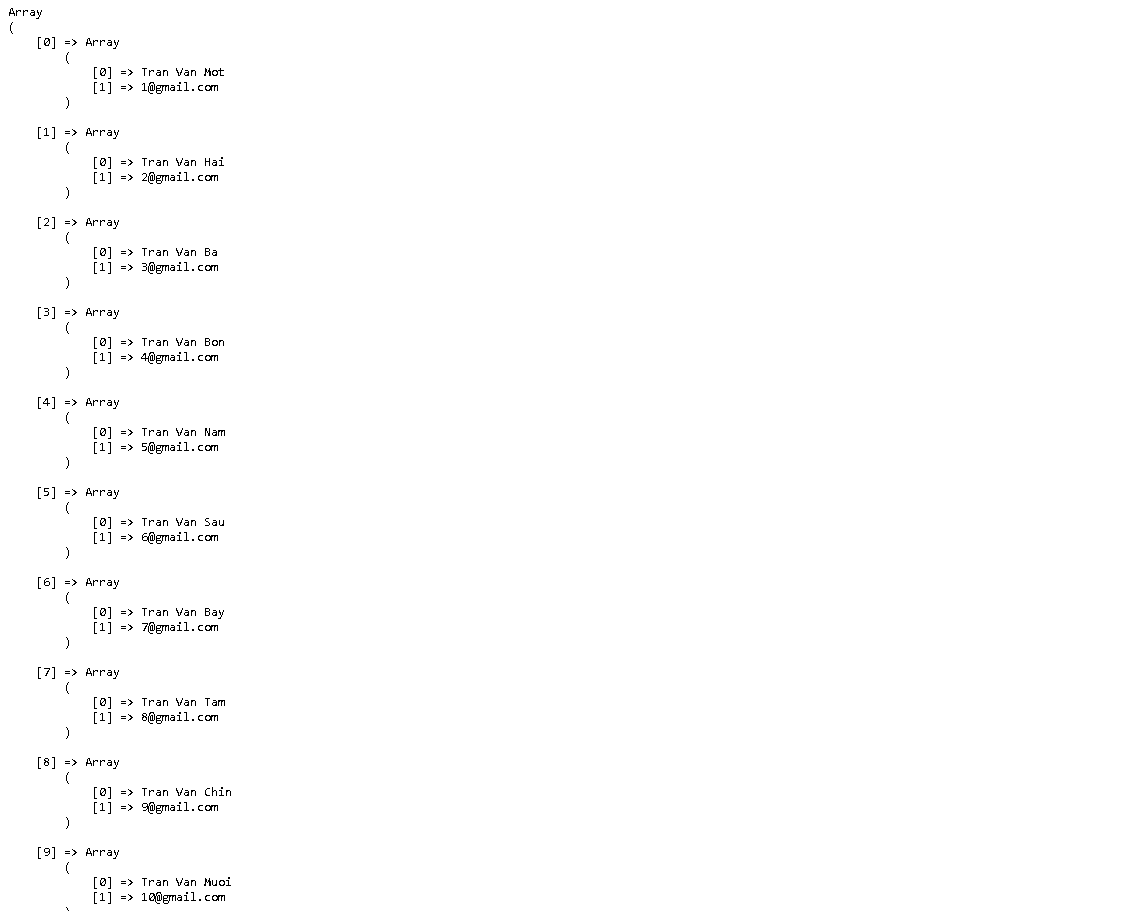 Array
(
    [0] => Array
        (
            [0] => Tran Van Mot
            [1] => 1@gmail.com
        )

    [1] => Array
        (
            [0] => Tran Van Hai
            [1] => 2@gmail.com
        )

    [2] => Array
        (
            [0] => Tran Van Ba
            [1] => 3@gmail.com
        )

    [3] => Array
        (
            [0] => Tran Van Bon
            [1] => 4@gmail.com
        )

    [4] => Array
        (
            [0] => Tran Van Nam
            [1] => 5@gmail.com
        )

    [5] => Array
        (
            [0] => Tran Van Sau
            [1] => 6@gmail.com
        )

    [6] => Array
        (
            [0] => Tran Van Bay
            [1] => 7@gmail.com
        )

    [7] => Array
        (
            [0] => Tran Van Tam
            [1] => 8@gmail.com
        )

    [8] => Array
        (
            [0] => Tran Van Chin
            [1] => 9@gmail.com
        )

    [9] => Array
        (
            [0] => Tran Van Muoi
            [1] => 10@gmail.com
        )